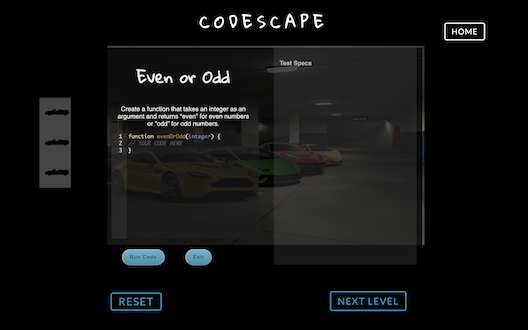 CODESCAPE
HOME
Even or Odd
Create a function that takes an integer as an
argument and returns "even" for even numbers
or "odd" for odd numbers.
1 function evenOrOdd(integer) {
2 // YOUR CODE HERE
3 }
Test Specs
Run Code
Exit
RESET
NEXT LEVEL